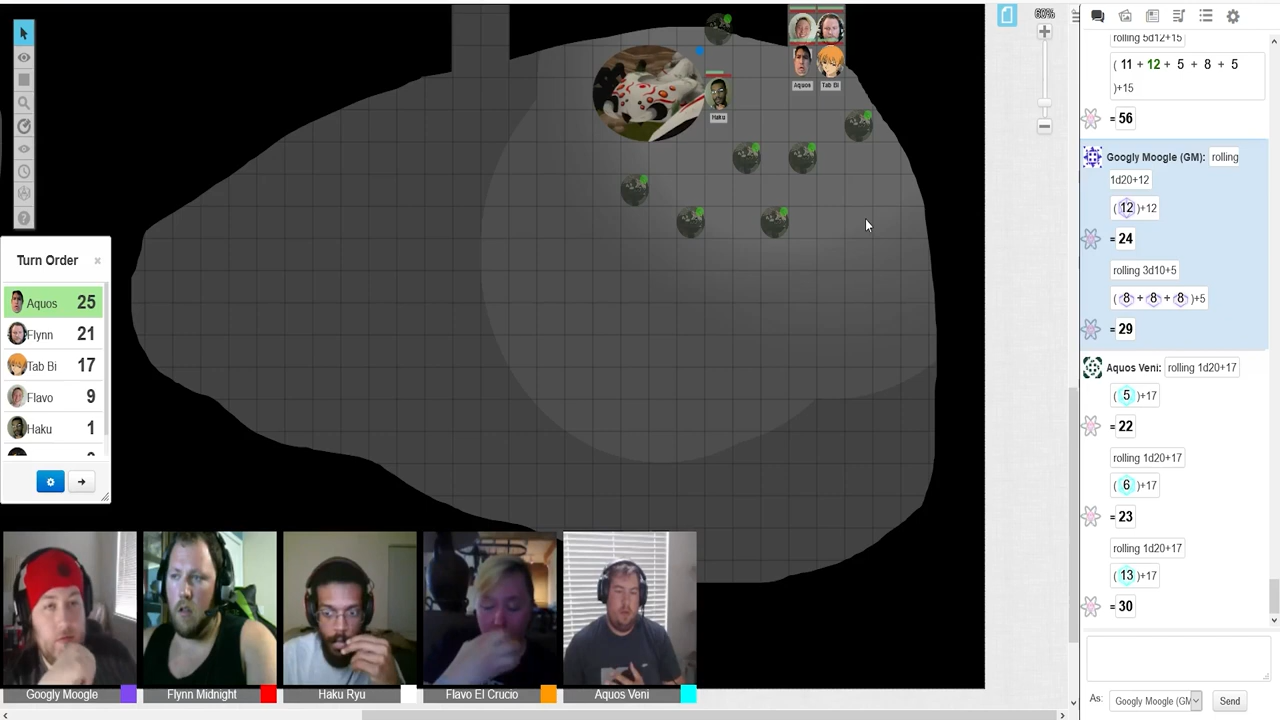 60%
rolling 5d12+15
( 11 + 12 + 5 + 8 + 5
)+15
= 56
Googly Moogle (GM): rolling
1d20+12
(12)+12
= 24
rolling 3d10+5
(8+8+8)+5
= 29
Aquos Veni: rolling 1d20+17
(5)+17
= 22
rolling 1d20+17
(6)+17
= 23
rolling 1d20+17
(13)+17
= 30
As: Googly Moogle (GM
Send
Aquos
Tab Bi
Haku
Turn Order
Aquos 25
Flynn 21
Tab Bi 17
Flavo 9
Haku 1
Googly Moogle
Flynn Midnight
Haku Ryu
Flavo El Crucio
Aquos Veni